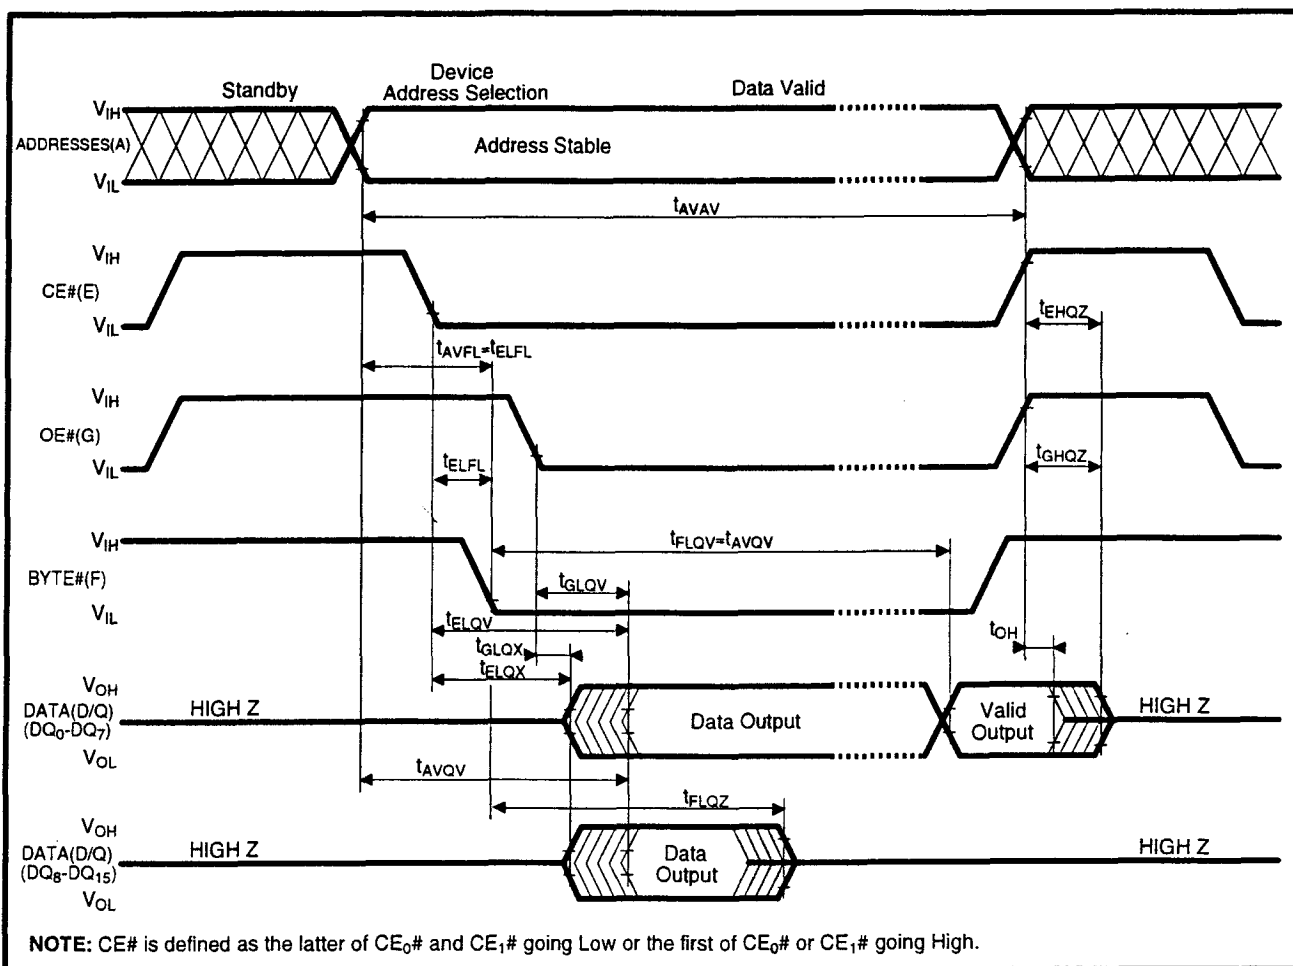 Standby
Device
Address Selection
Data Valid
VIH
ADDRESSES(A)
VIL
Address Stable
tAVAV
VIH
CE#(E)
VIL
tEHQZ
tAVFL=tELFL
VIH
OE#(G)
VIL
tELFL
tGHQZ
VIH
BYTE#(F)
VIL
tFLQV=tAVQV
tGLQV
tELQV
tGLQX
tELQX
tOH
VOH
DATA(D/Q)
(DQ0-DQ7)
VOL
HIGH Z
Data Output
Valid
Output
HIGH Z
tAVQV
tFLQZ
VOH
DATA(D/Q)
(DQ8-DQ15)
VOL
HIGH Z
Data
Output
HIGH Z
NOTE: CE# is defined as the latter of CE0# and CE1# going Low or the first of CE0# or CE1# going High.